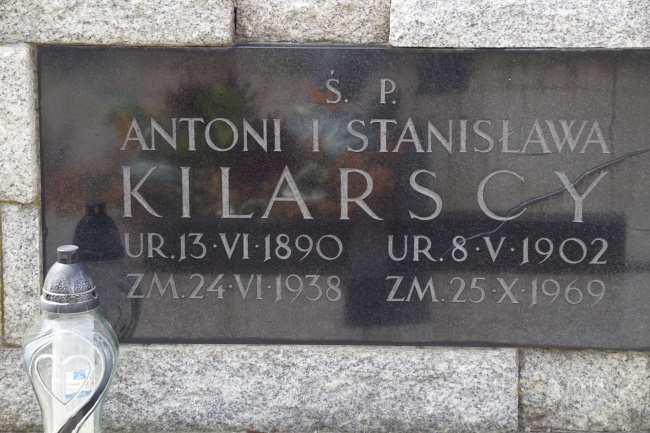 Ś. P.
ANTONI I STANISŁAWA
KILARSCY
UR. 13·VI·1890 UR. 8·V·1902
ZM. 24·VI·1938 ZM. 25·X·1969